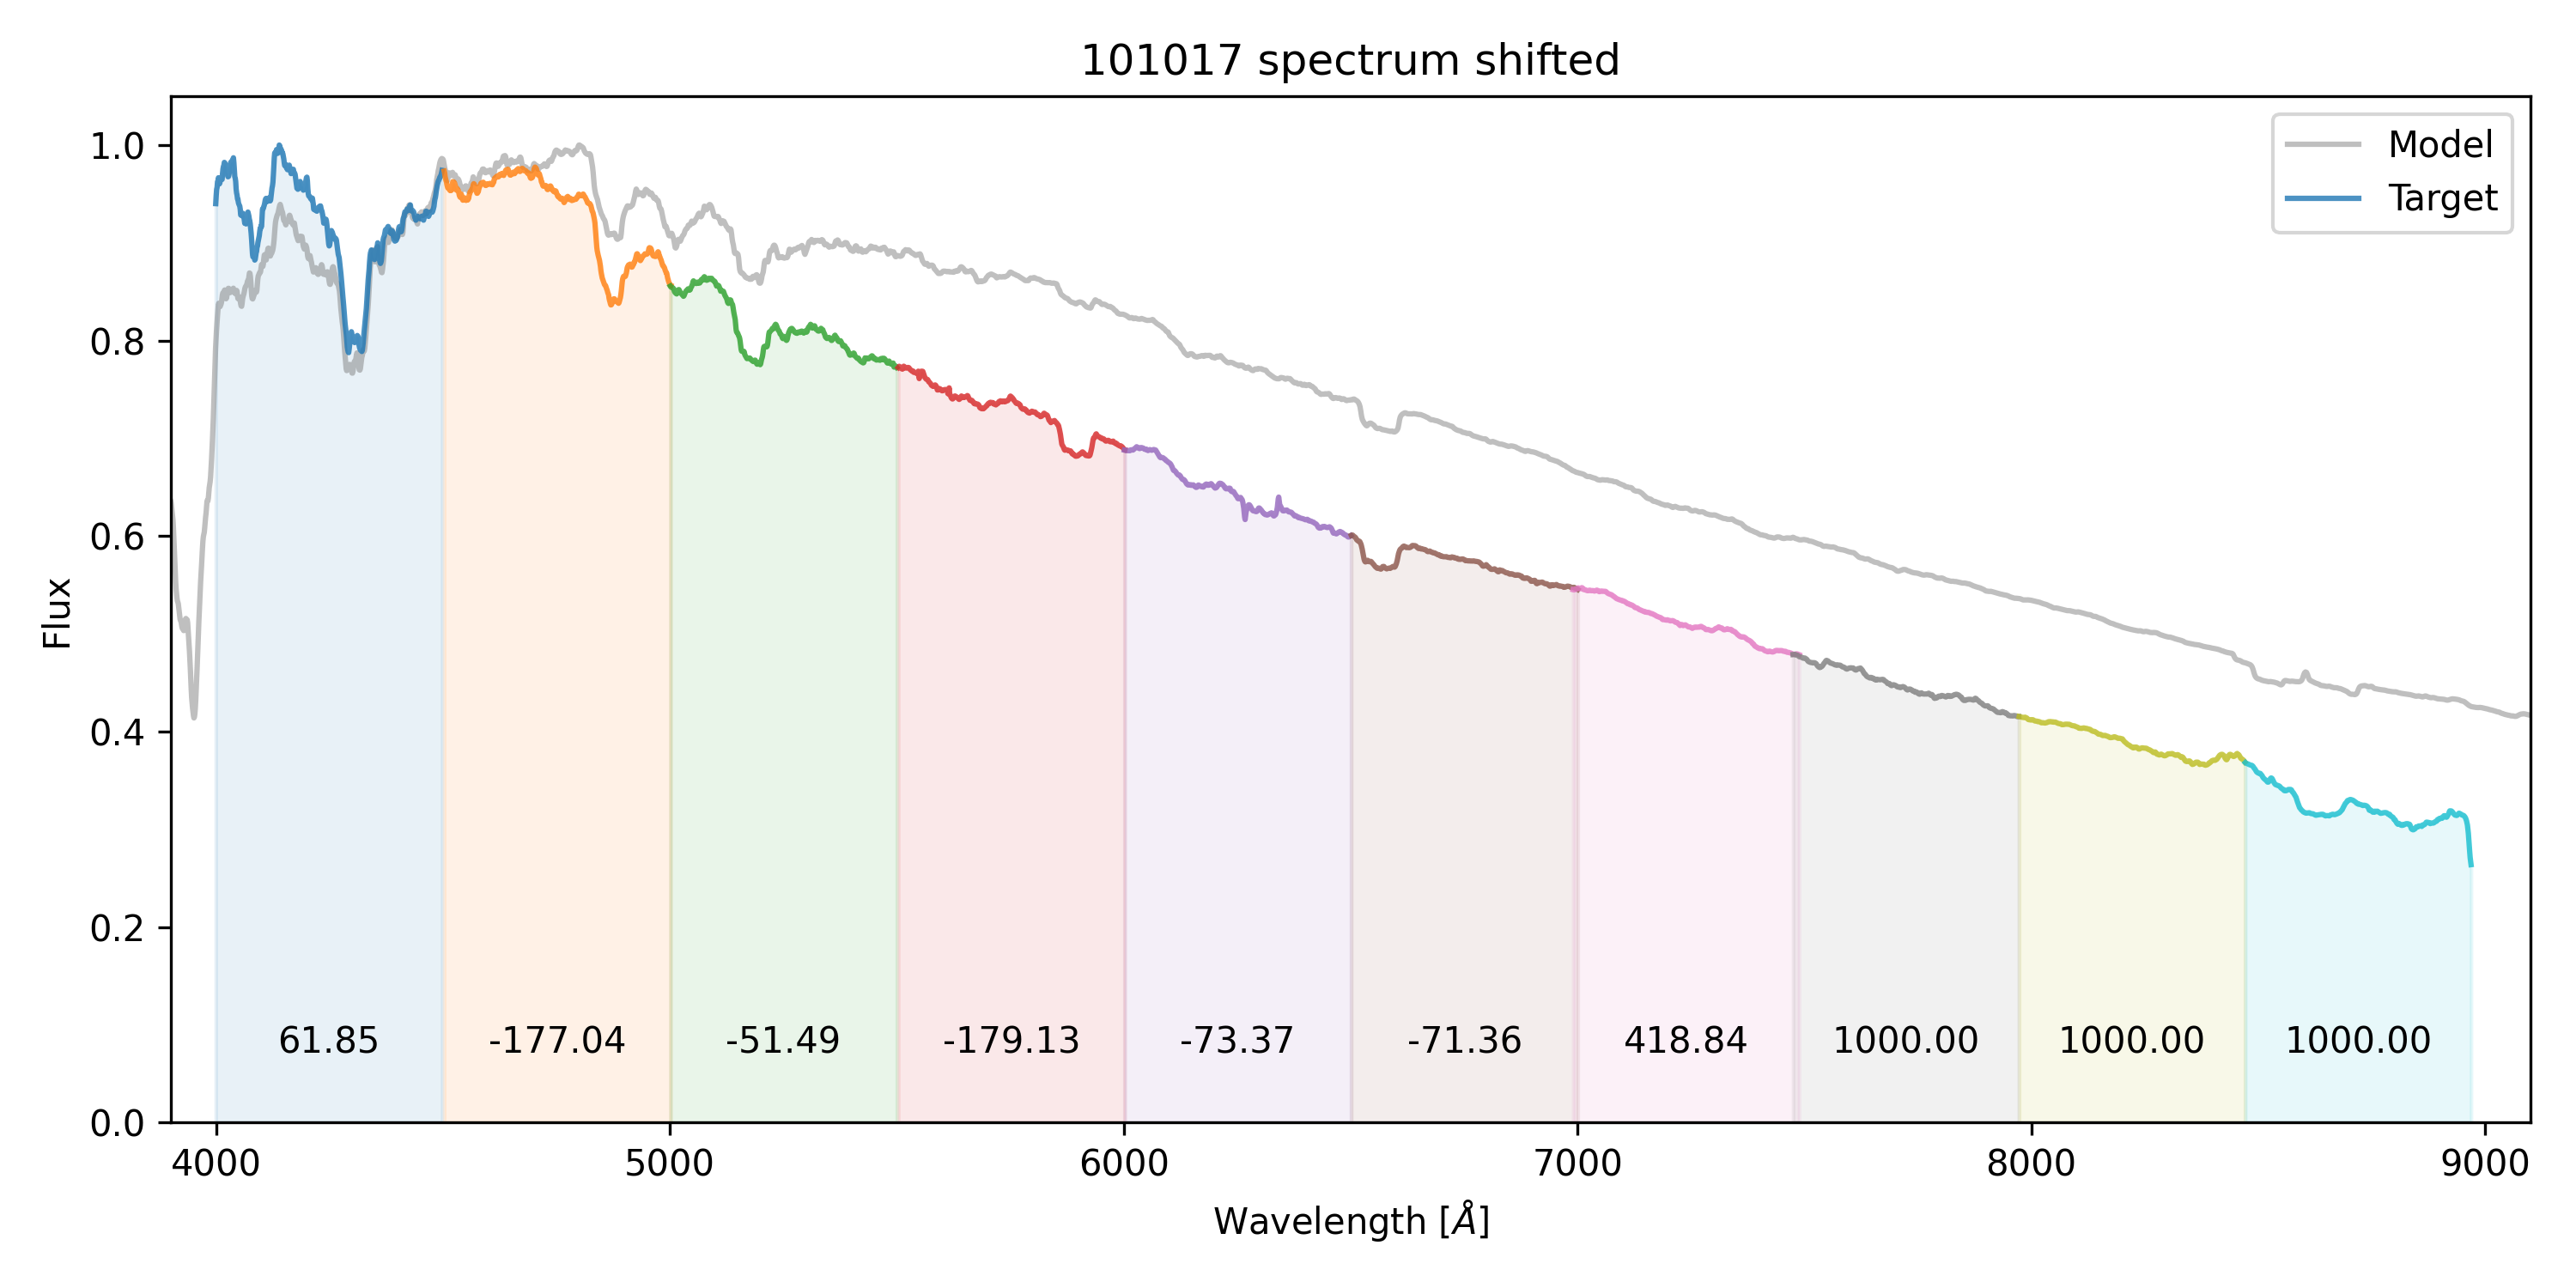 101017 spectrum shifted
Model
Target
Flux
1.0
0.8
0.6
0.4
0.2
0.0
61.85 -177.04 -51.49 -179.13 -73.37 -71.36 418.84 1000.00 1000.00 1000.00
4000 5000 6000 7000 8000 9000
Wavelength [Å]